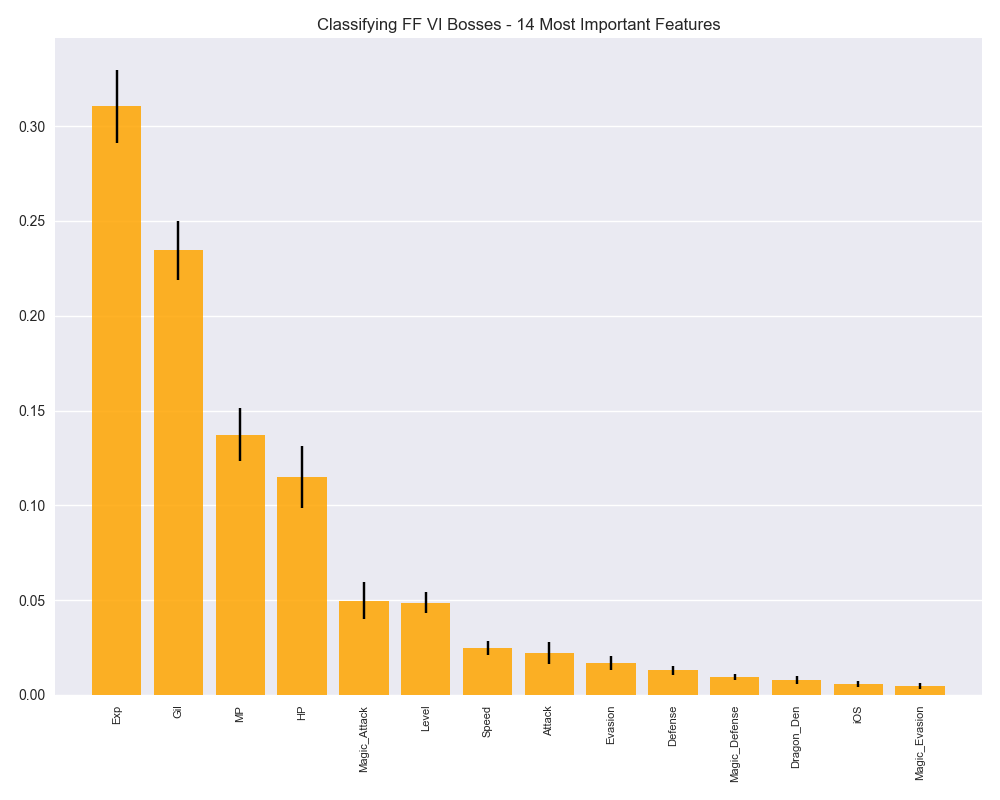 Classifying FF VI Bosses - 14 Most Important Features
0.30
0.25
0.20
0.15
0.10
0.05
0.00
Exp
Gil
MP
HP
Magic_Attack
Level
Speed
Attack
Evasion
Defense
Magic_Defense
Dragon_Den
iOS
Magic_Evasion